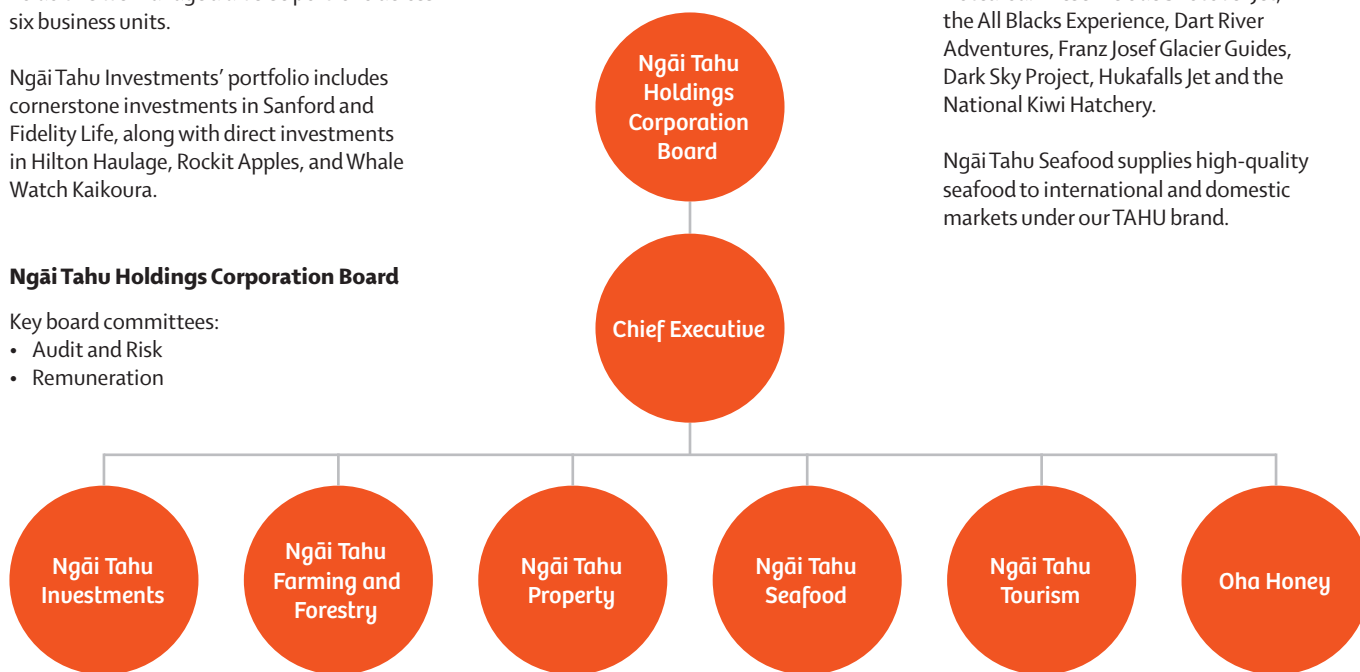 six business units.
Ngāi Tahu Investments’ portfolio includes
cornerstone investments in Sanford and
Fidelity Life, along with direct investments
in Hilton Haulage, Rockit Apples, and Whale
Watch Kaikoura.
Ngāi Tahu Holdings Corporation Board
Key board committees:
• Audit and Risk
• Remuneration
the All Blacks Experience, Dart River
Adventures, Franz Josef Glacier Guides,
Dark Sky Project, Hukafalls Jet and the
National Kiwi Hatchery.
Ngāi Tahu Seafood supplies high-quality
seafood to international and domestic
markets under our TAHU brand.
Ngāi Tahu
Holdings
Corporation
Board
Chief Executive
Ngāi Tahu
Investments
Ngāi Tahu
Farming and
Forestry
Ngāi Tahu
Property
Ngāi Tahu
Seafood
Ngāi Tahu
Tourism
Oha Honey